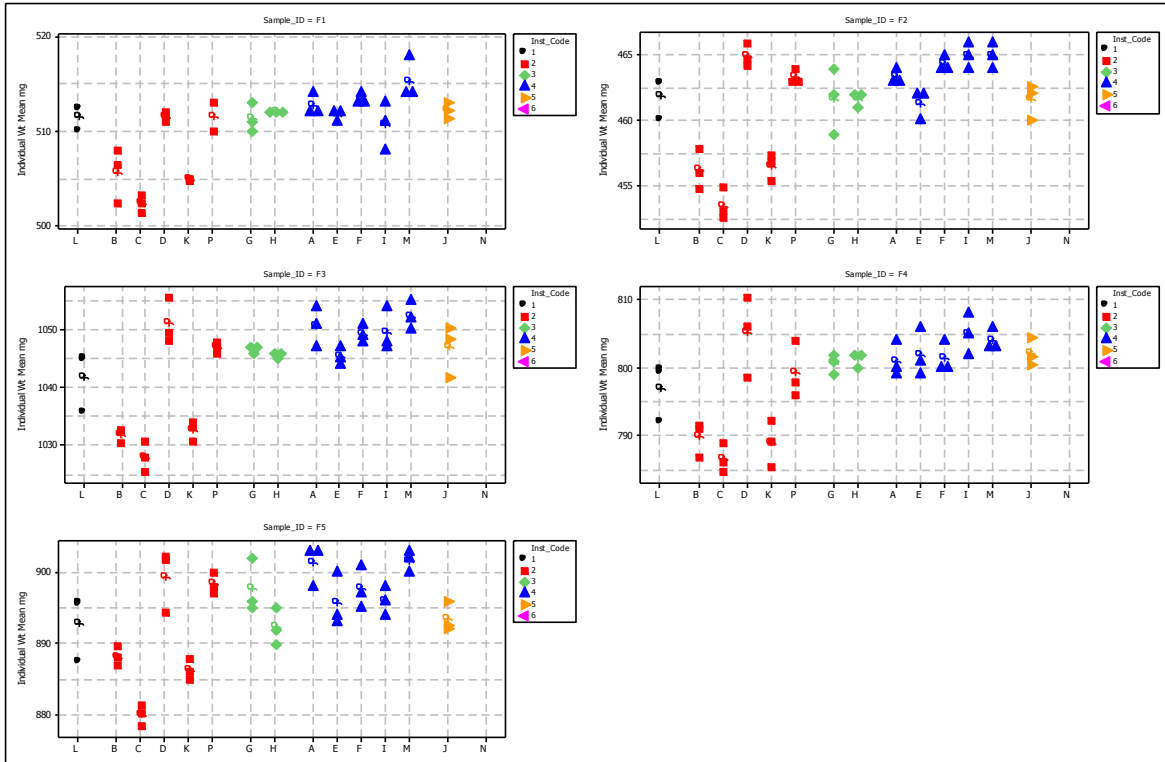 Sample_ID = F1
Individual Wt Mean mg
520
510
500
L B C D K P G H A E F I M J N
Inst_Code
1
2
3
4
5
6
Sample_ID = F2
Individual Wt Mean mg
465
460
455
L B C D K P G H A E F I M J N
Inst_Code
1
2
3
4
5
6
Sample_ID = F3
Individual Wt Mean mg
1050
1040
1030
L B C D K P G H A E F I M J N
Inst_Code
1
2
3
4
5
6
Sample_ID = F4
Individual Wt Mean mg
810
800
790
L B C D K P G H A E F I M J N
Inst_Code
1
2
3
4
5
6
Sample_ID = F5
Individual Wt Mean mg
900
890
880
L B C D K P G H A E F I M J N
Inst_Code
1
2
3
4
5
6